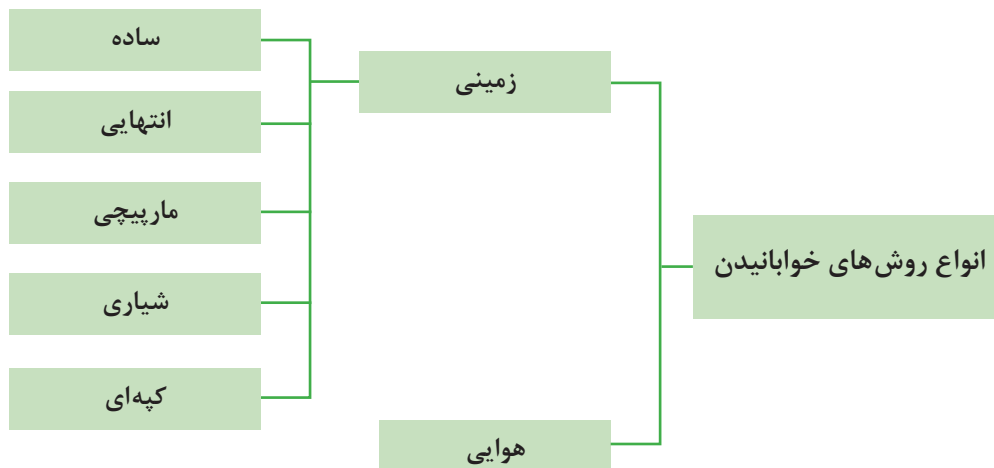 انواع روش‌های خوابانیدن
زمینی
ساده
انتهایی
مارپیچی
شیاری
کپه‌ای
هوایی